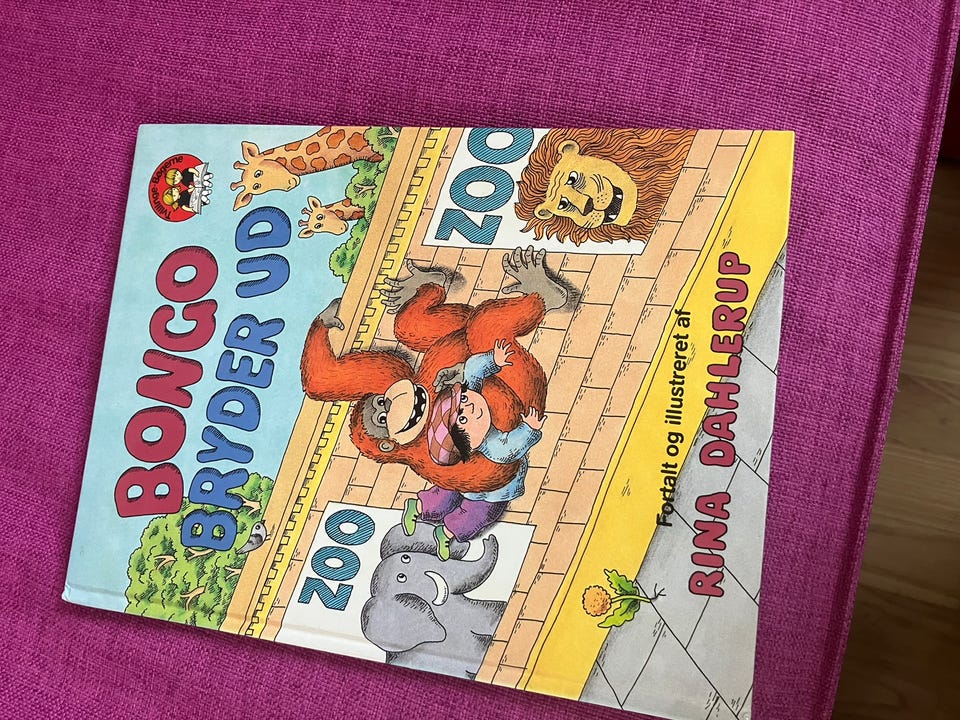 BONGO
BRYDER UD
ZOO
ZOO
Fortalt og illustreret af
RINA DAHLERUP